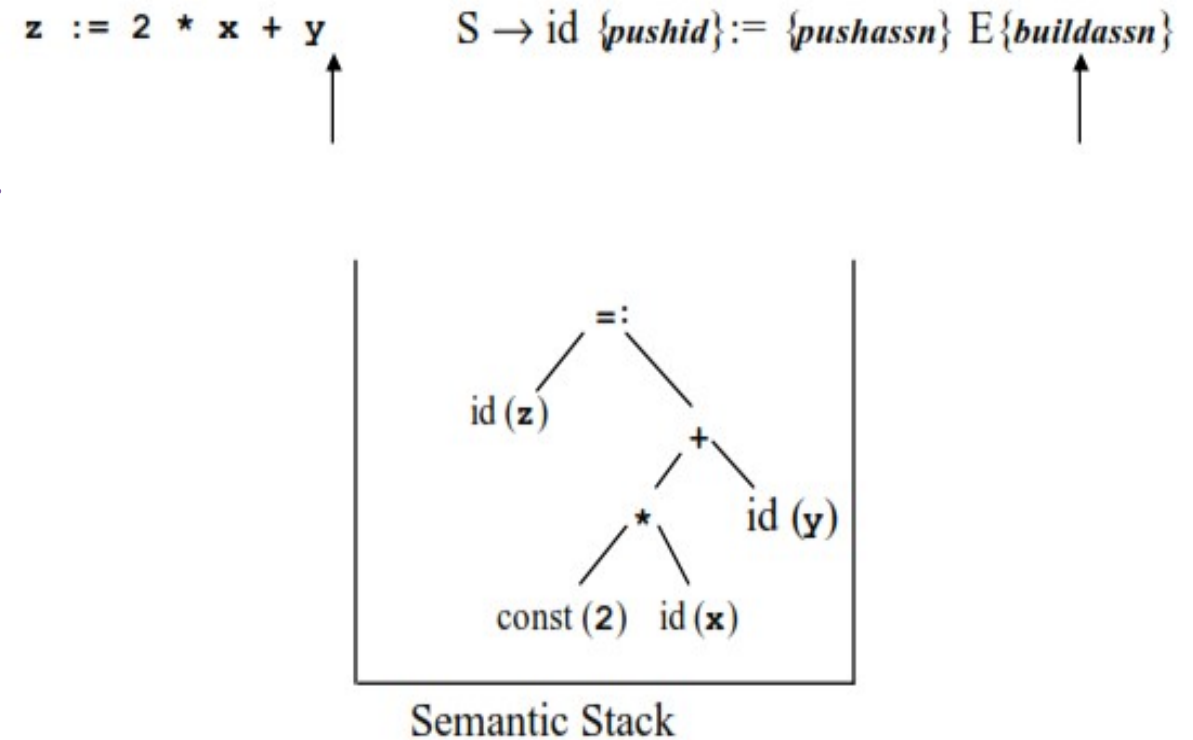 z := 2 * x + y
S → id {pushid}:= {pushassn} E{buildassn}
=:
id (z)
+
* id (y)
const (2) id (x)
Semantic Stack